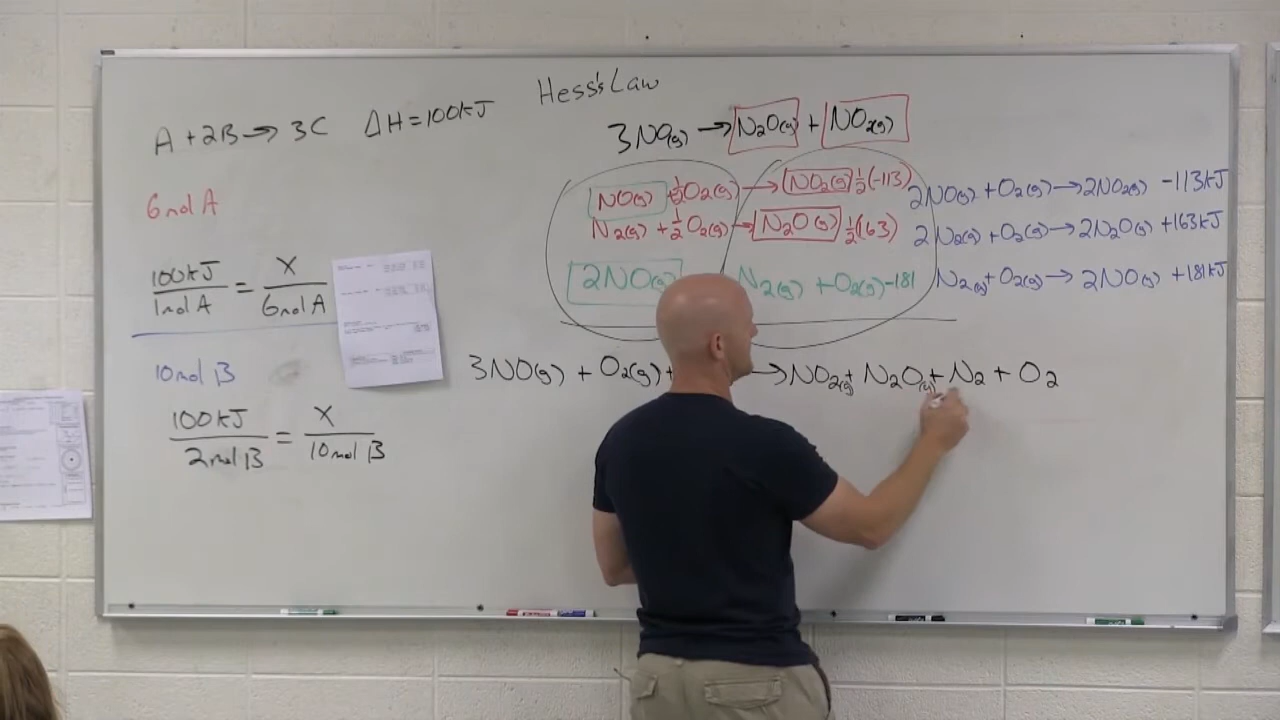 Hess's Law
A + 2B → 3C ΔH = 100kJ
3NO(g) → N₂O(g) + NO₂(g)
6mol A
NO(g) + ½O₂(g) → NO₂(g) ½(-113)
2NO(g) + O₂(g) → 2NO₂(g) -113kJ
N₂(g) + ½O₂(g) → N₂O(g) ½(163)
2N₂(g) + O₂(g) → 2N₂O(g) +163kJ
2NO(g) N₂(g) + O₂(g) -181
N₂(g) + O₂(g) → 2NO(g) +181kJ
100kJ/1mol A = X/6mol A
10mol B
3NO(g) + O₂(g) + → NO₂(g) + N₂O(g) + N₂ + O₂
100kJ/2mol B = X/10mol B